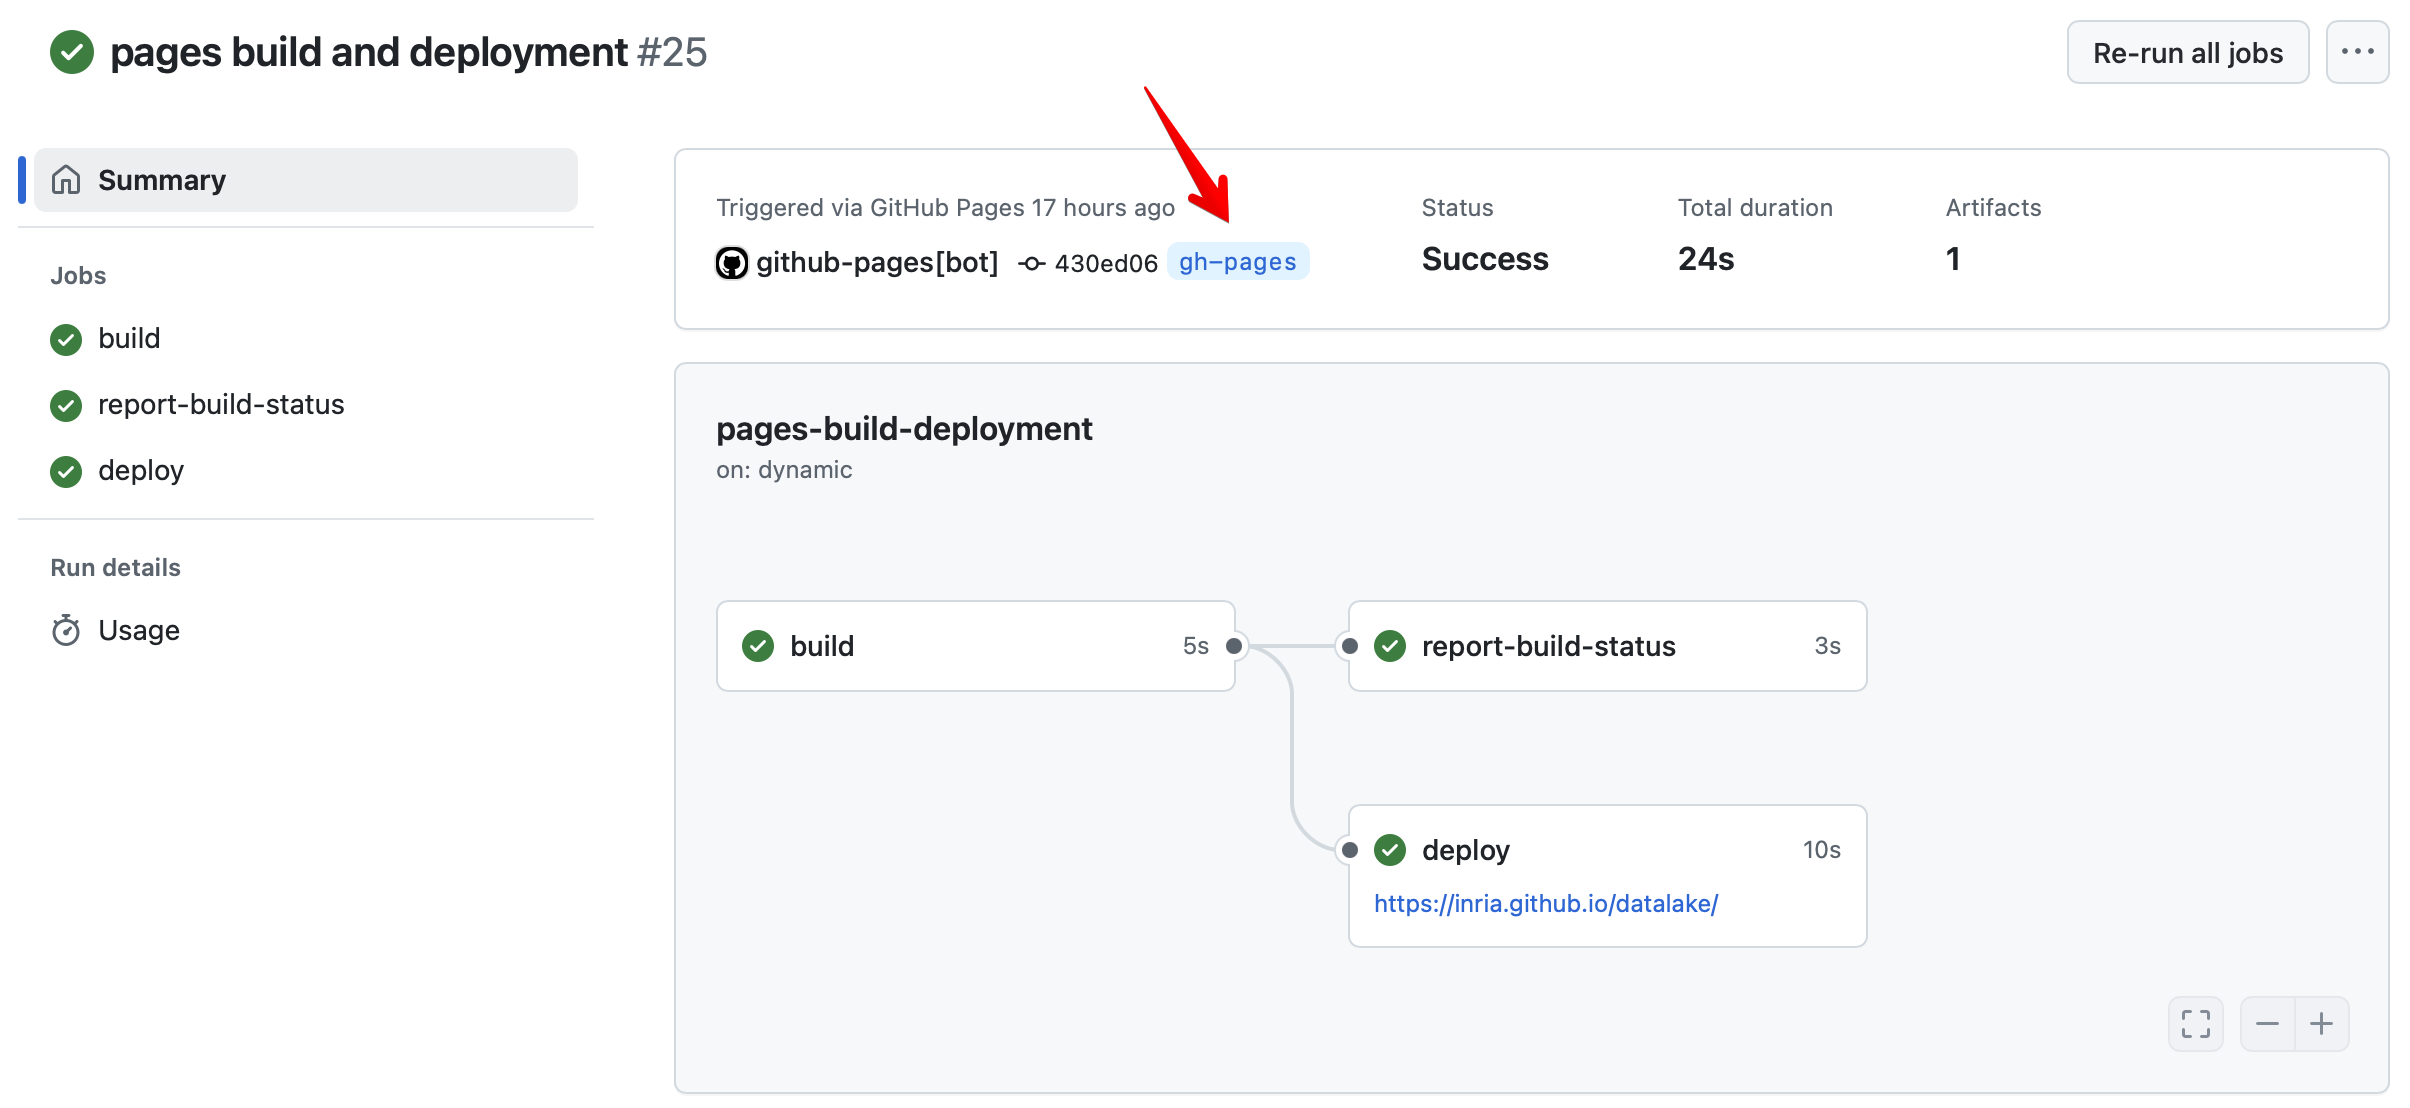 pages build and deployment #25
Re-run all jobs
Summary
Jobs
build
report-build-status
deploy
Run details
Usage
Triggered via GitHub Pages 17 hours ago
github-pages[bot] 430ed06 gh-pages
Status
Success
Total duration
24s
Artifacts
1
pages-build-deployment
on: dynamic
build 5s
report-build-status 3s
deploy 10s
https://inria.github.io/datalake/